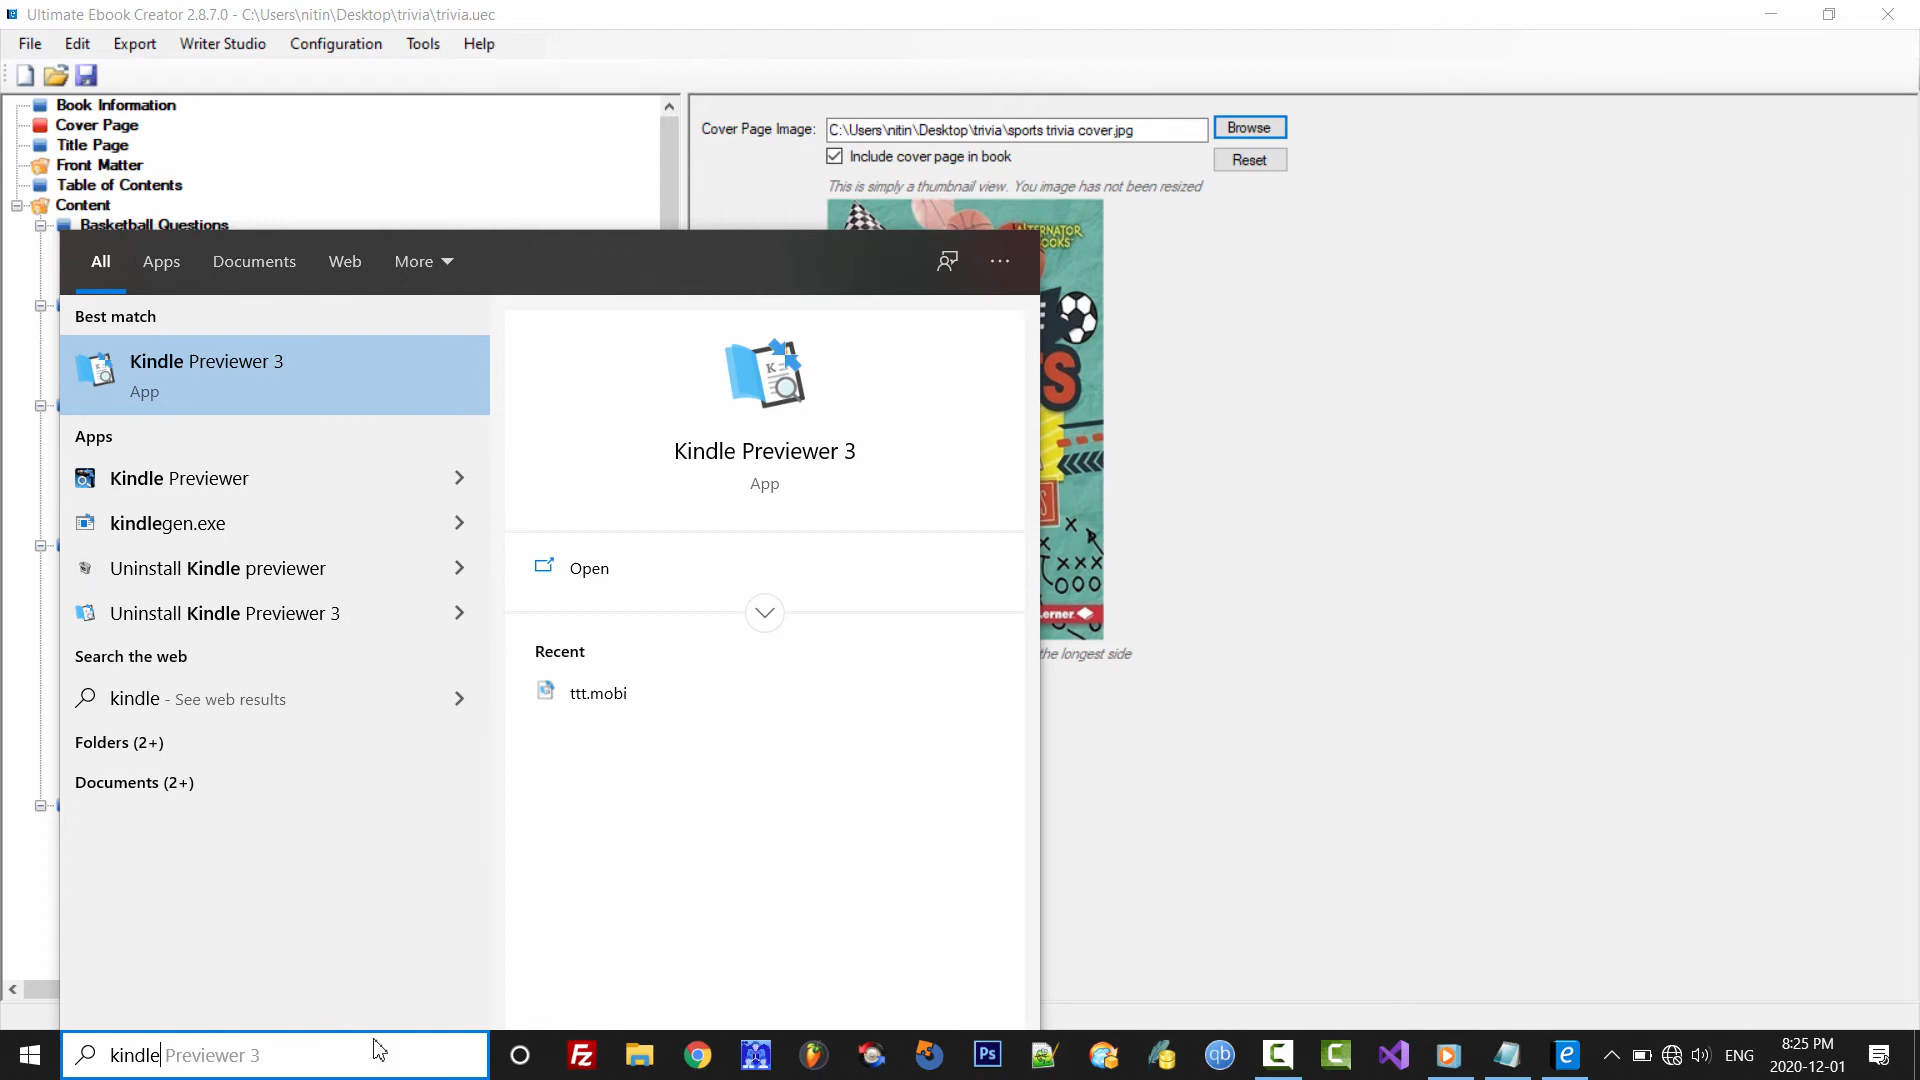 Ultimate Ebook Creator 2.8.7.0 - C:\Users\nitin\Desktop\trivia\trivia.uec
File Edit Export Writer Studio Configuration Tools Help
Book Information
Cover Page
Title Page
Front Matter
Table of Contents
Content
Basketball Questions
Cover Page Image: C:\Users\nitin\Desktop\trivia\sports trivia cover.jpg Browse
Include cover page in book Reset
This is simply a thumbnail view. You image has not been resized
ALTERNATOR
BOOKS
the longest side
All Apps Documents Web More
Best match
Kindle Previewer 3
App
Apps
Kindle Previewer
kindlegen.exe
Uninstall Kindle previewer
Uninstall Kindle Previewer 3
Search the web
kindle - See web results
Folders (2+)
Documents (2+)
Kindle Previewer 3
App
Open
Recent
ttt.mobi
kindle Previewer 3
ENG
8:25 PM
2020-12-01